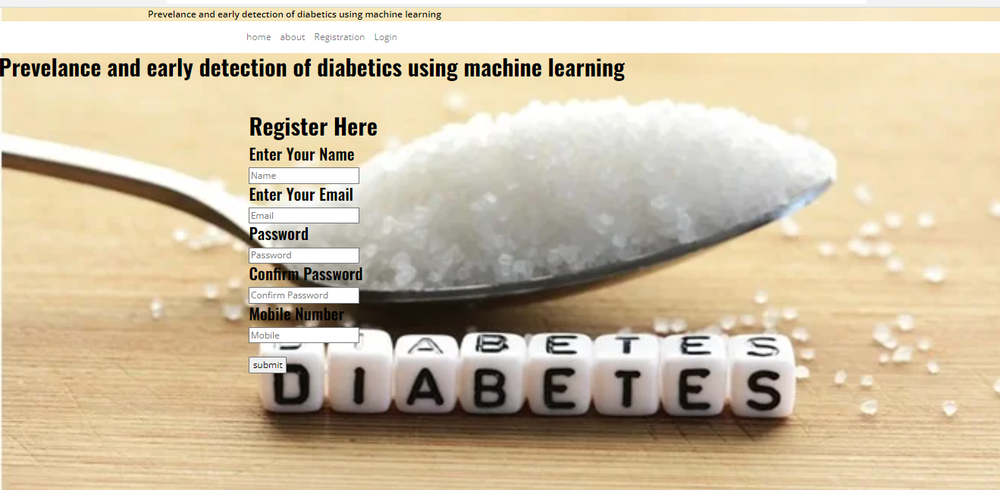 Prevelance and early detection of diabetics using machine learning
home about Registration Login
Prevelance and early detection of diabetics using machine learning
Register Here
Enter Your Name
Name
Enter Your Email
Email
Password
Password
Confirm Password
Confirm Password
Mobile Number
Mobile
submit
A B E T E S
D I A B E T E S